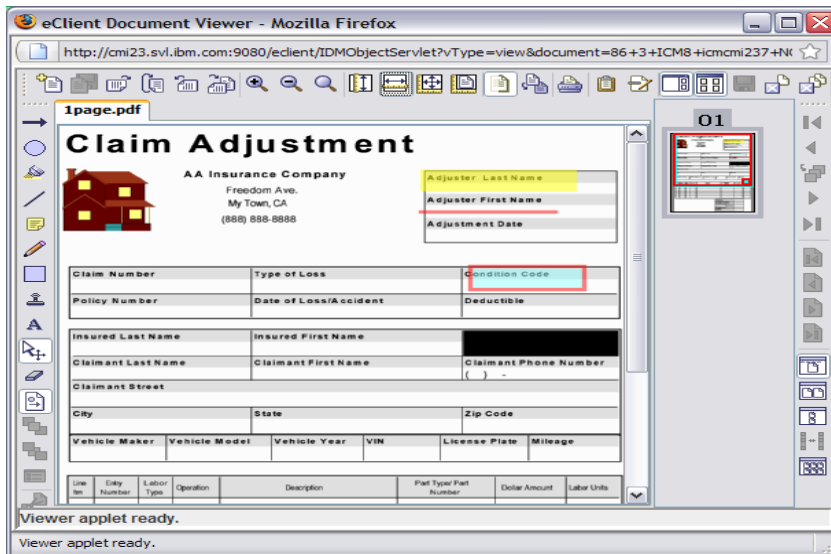 eClient Document Viewer - Mozilla Firefox
http://cmi23.svl.ibm.com:9080/eclient/IDMObjectServlet?vType=view&document=86+3+ICM8+icmcmi237+N
1page.pdf
01
Claim Adjustment
AA Insurance Company
Freedom Ave.
My Town, CA
(888) 888-8888
Adjuster Last Name
Adjuster First Name
Adjustment Date
Claim Number Type of Loss Condition Code
Policy Number Date of Loss/Accident Deductible
Insured Last Name Insured First Name
Claimant Last Name Claimant First Name Claimant Phone Number
( ) -
Claimant Street
City State Zip Code
Vehicle Maker Vehicle Model Vehicle Year VIN License Plate Mileage
Line Entry Labor Operation Description Part Type/ Part Dollar Amount Labor Units
Number Type Number
A
Viewer applet ready.
Viewer applet ready.